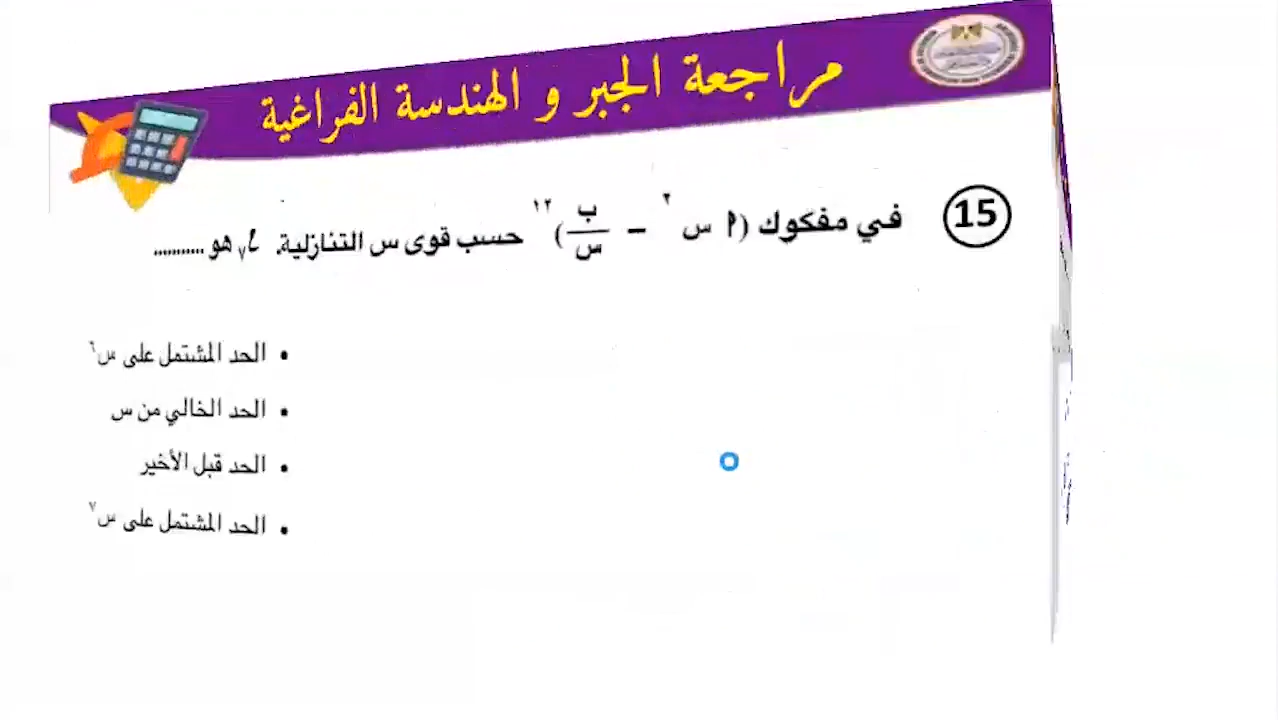 مراجعة الجبر و الهندسة الفراغية
15 في مفكوك (أ س٢ − ب/س)١٢ حسب قوى س التنازلية. ح٧ هو ...........
• الحد المشتمل على س٦
• الحد الخالي من س
• الحد قبل الأخير
• الحد المشتمل على س٧